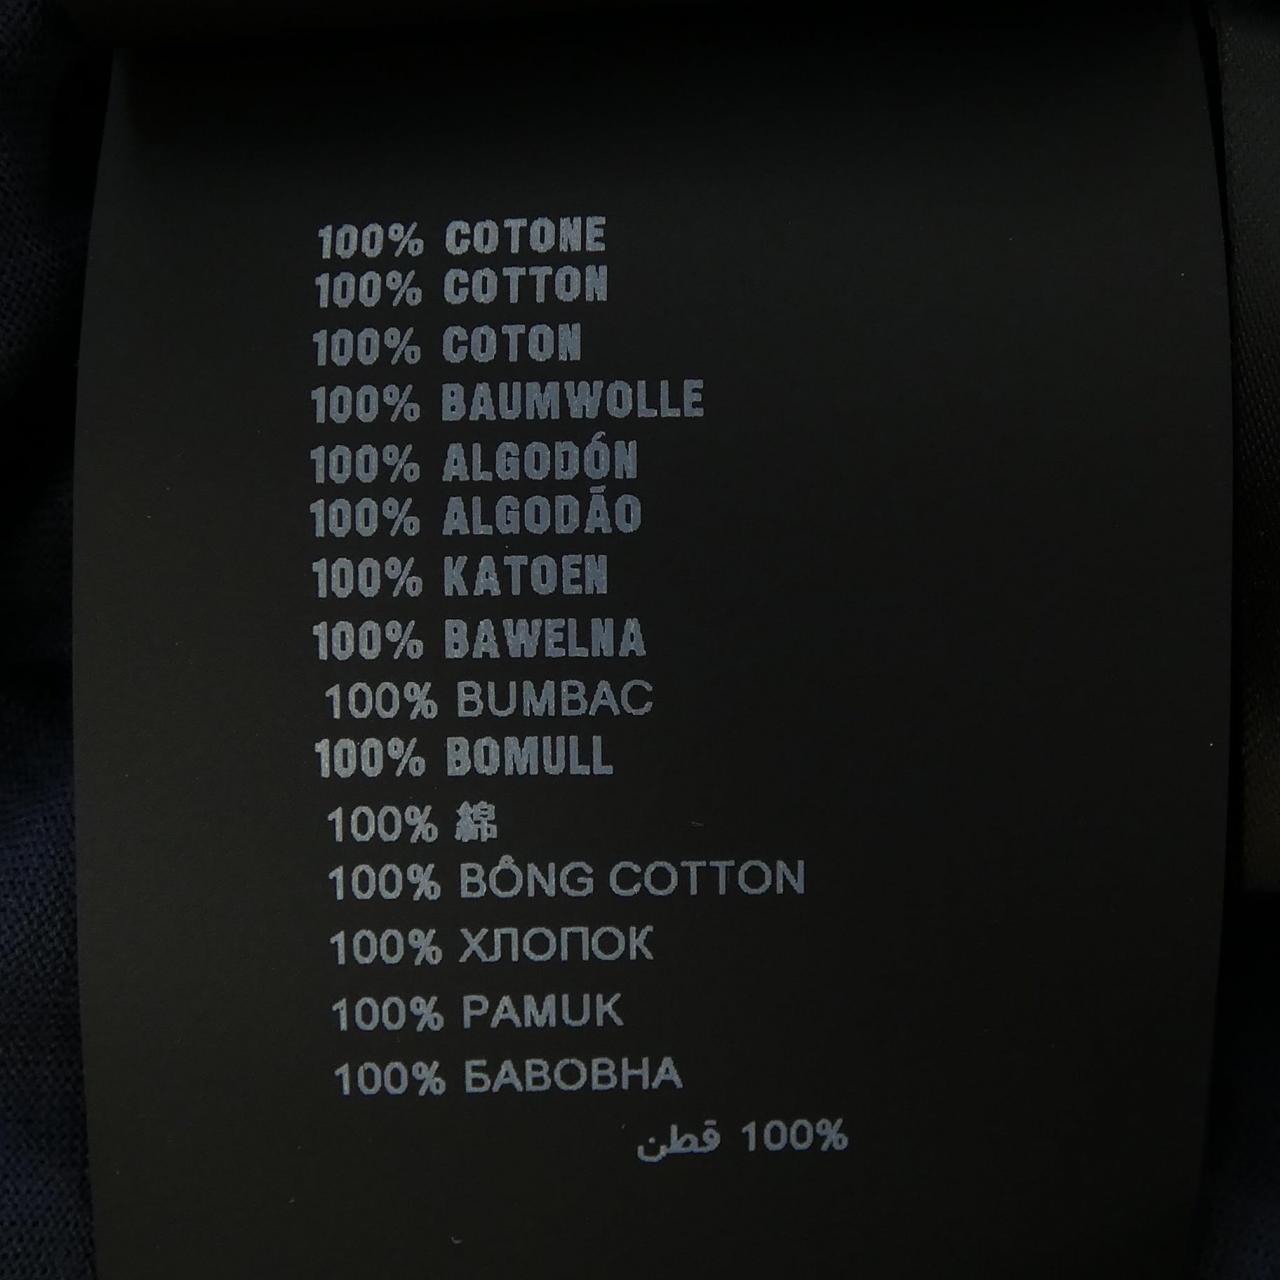 100% COTONE
100% COTTON
100% COTON
100% BAUMWOLLE
100% ALGODÓN
100% ALGODÃO
100% KATOEN
100% BAWELNA
100% BUMBAC
100% BOMULL
100% 綿
100% BÔNG COTTON
100% ХЛОПОК
100% PAMUK
100% БАВОВНА
100% قطن